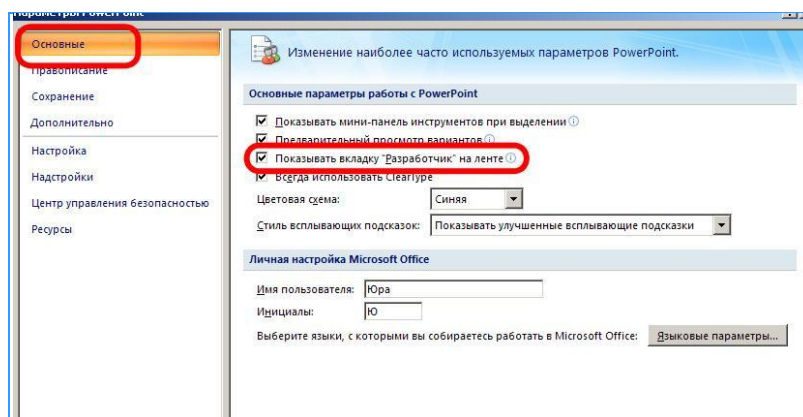 Параметры PowerPoint
Основные
Правописание
Сохранение
Дополнительно
Настройка
Надстройки
Центр управления безопасностью
Ресурсы
Изменение наиболее часто используемых параметров PowerPoint.
Основные параметры работы с PowerPoint
Показывать мини-панель инструментов при выделении
Предварительный просмотр вариантов
Показывать вкладку "Разработчик" на ленте
Всегда использовать ClearType
Цветовая схема: Синяя
Стиль всплывающих подсказок: Показывать улучшенные всплывающие подсказки
Личная настройка Microsoft Office
Имя пользователя: Юра
Инициалы: Ю
Выберите языки, с которыми вы собираетесь работать в Microsoft Office: Языковые параметры...